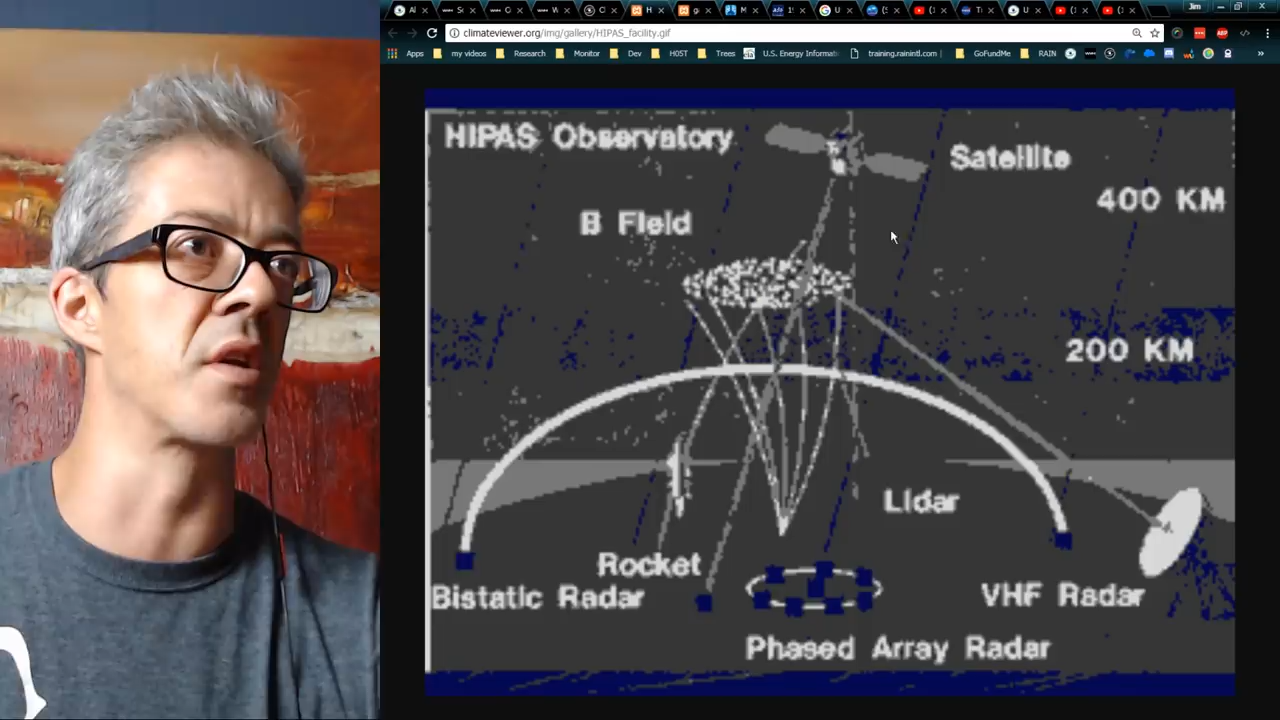 Jim
climateviewer.org/img/gallery/HIPAS_facility.gif
Apps my videos Research Monitor Dev H0ST Trees eia U.S. Energy Informati training.rainintl.com GoFundMe RAIN »
HIPAS Observatory
Satellite
400 KM
B Field
200 KM
Lidar
Rocket
Bistatic Radar
VHF Radar
Phased Array Radar